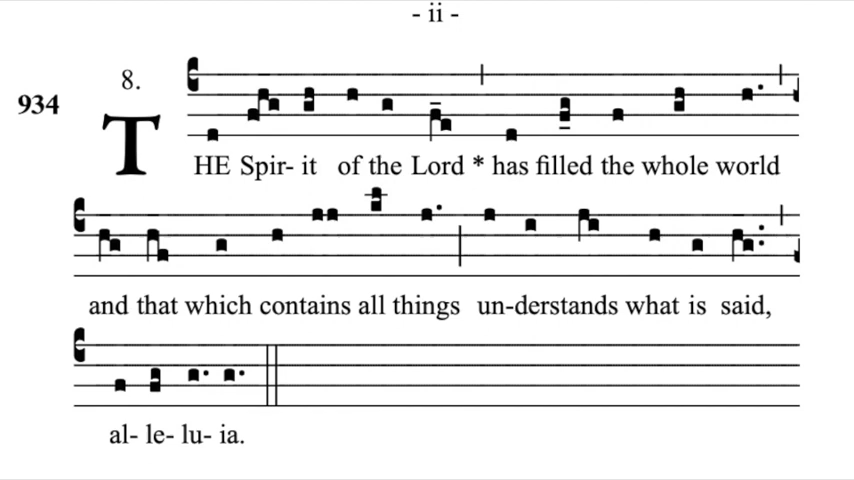 - ii -
8.
934
THE Spir- it of the Lord * has filled the whole world
and that which contains all things un-derstands what is said,
al- le- lu- ia.